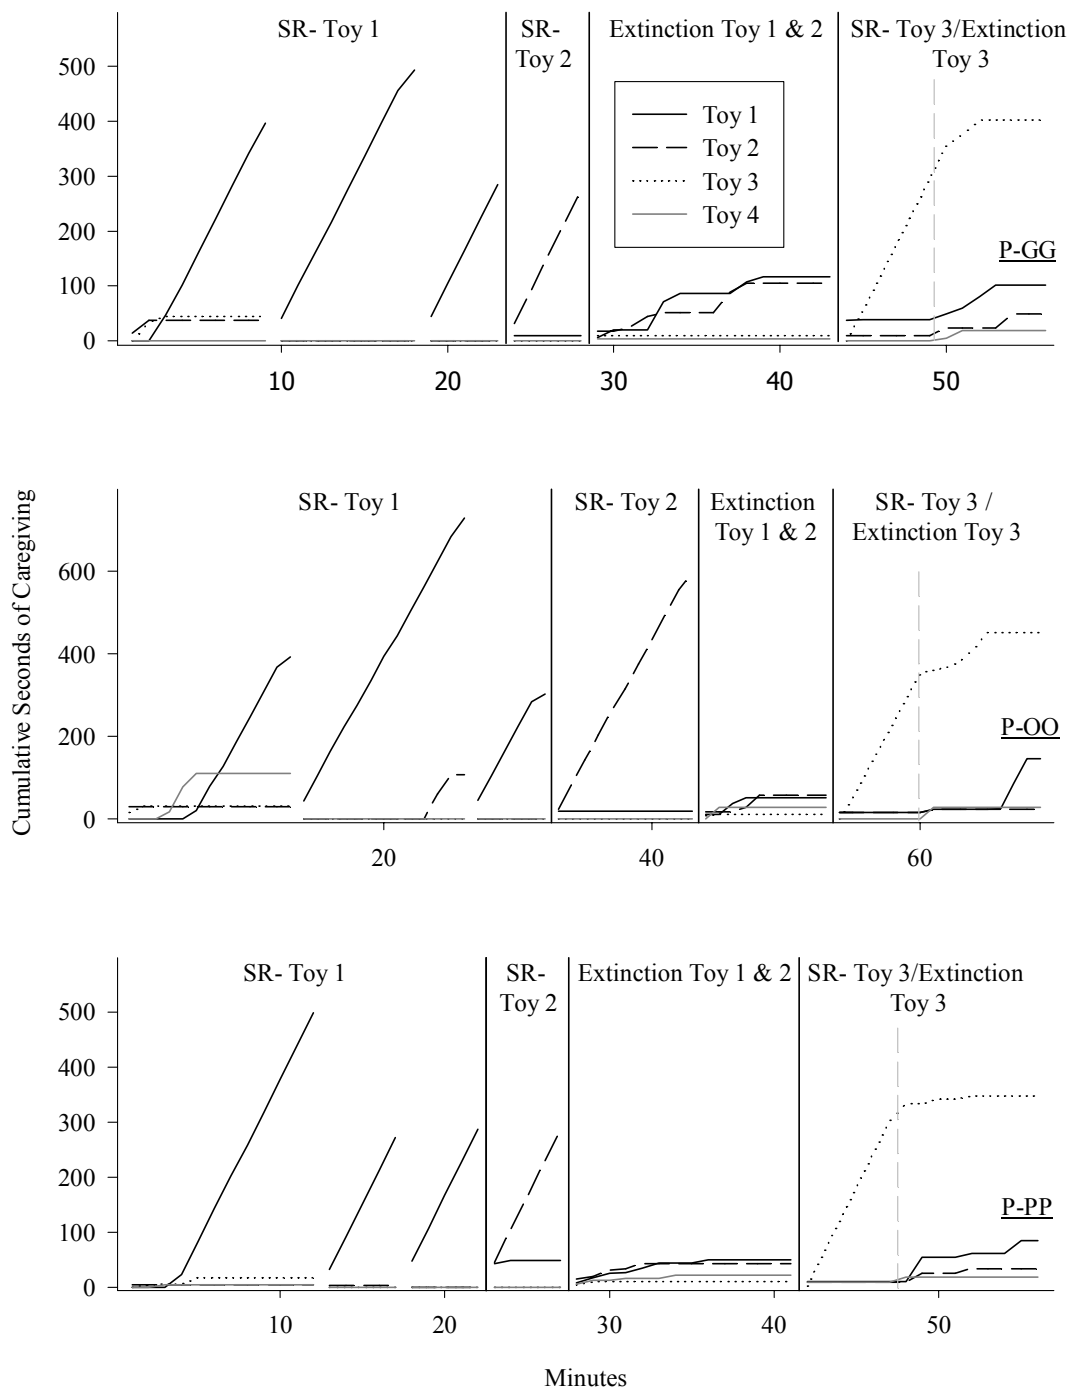 SR- Toy 1
SR-
Toy 2
Extinction Toy 1 & 2
SR- Toy 3/Extinction
Toy 3
500
400
300
200
100
0
Toy 1
Toy 2
Toy 3
Toy 4
P-GG
10
20
30
40
50
Cumulative Seconds of Caregiving
SR- Toy 1
SR- Toy 2
Extinction
Toy 1 & 2
SR- Toy 3 /
Extinction Toy 3
600
400
200
0
P-OO
20
40
60
SR- Toy 1
SR-
Toy 2
Extinction Toy 1 & 2
SR- Toy 3/Extinction
Toy 3
500
400
300
200
100
0
P-PP
10
20
30
40
50
Minutes